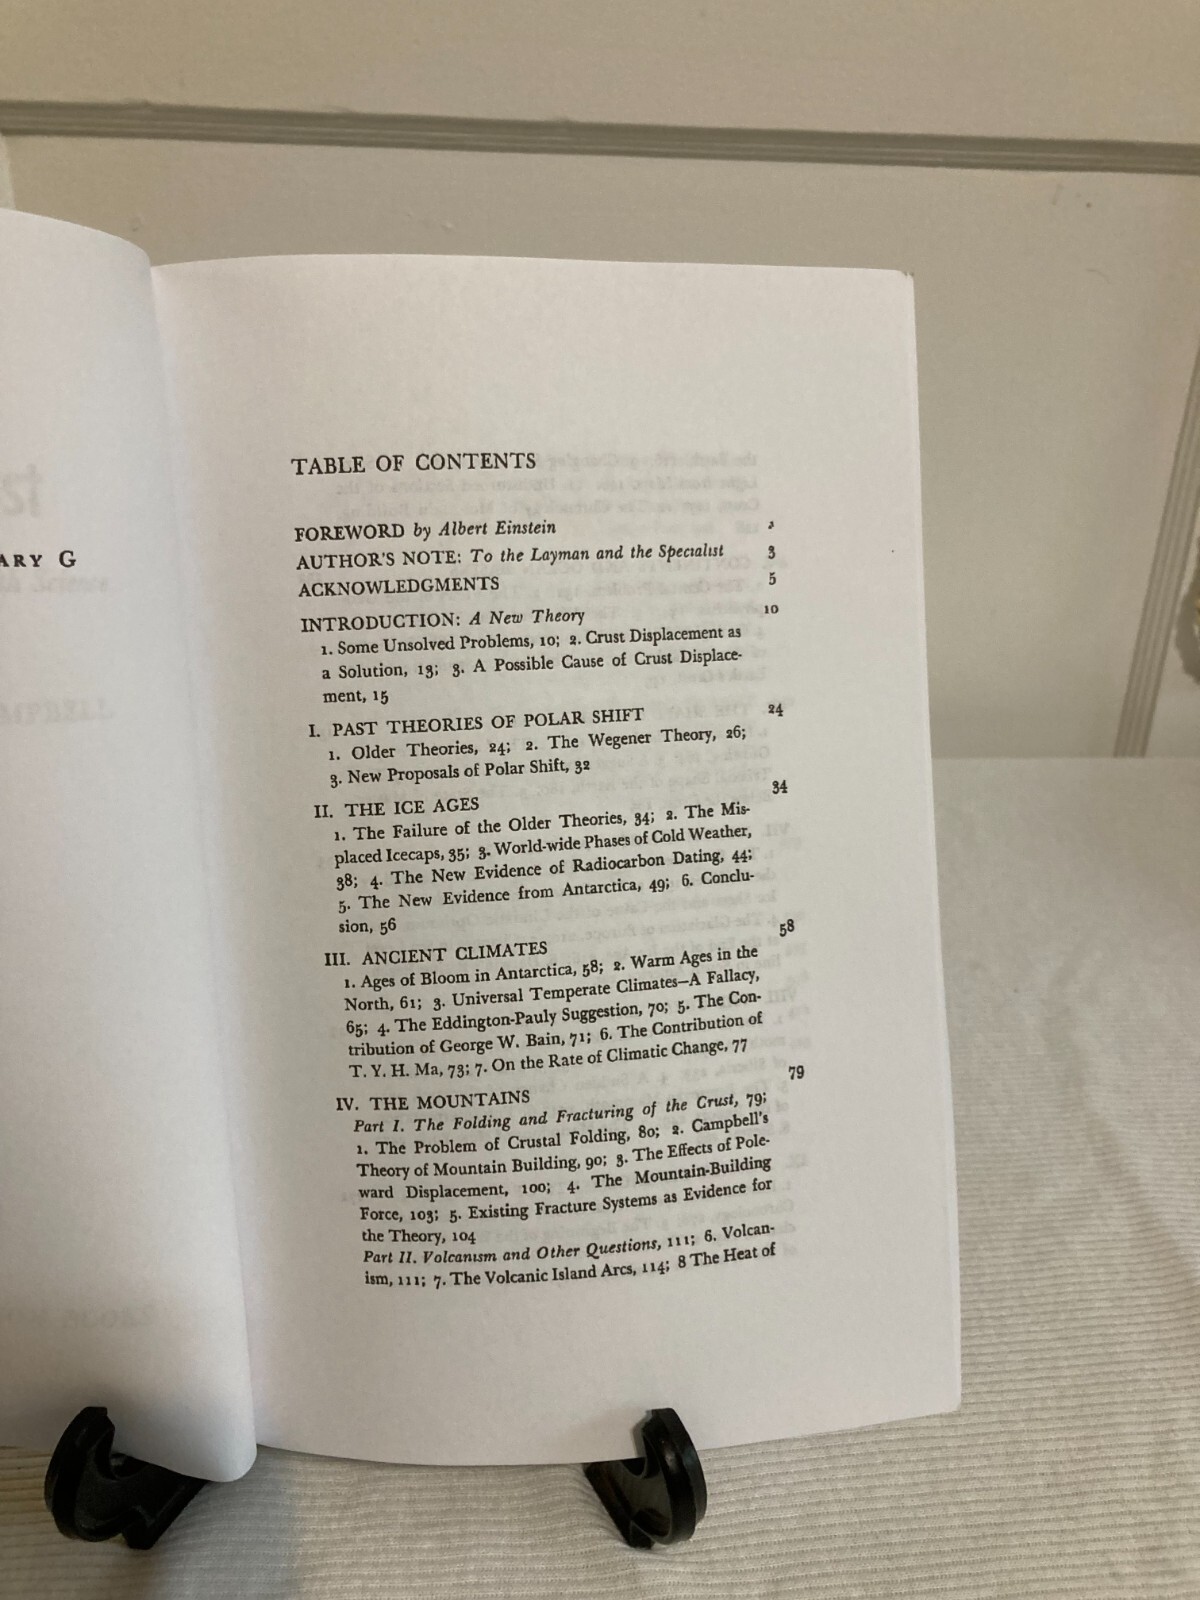 ARY G
TABLE OF CONTENTS
FOREWORD by Albert Einstein 1
AUTHOR'S NOTE: To the Layman and the Specialist 3
ACKNOWLEDGMENTS 5
INTRODUCTION: A New Theory 10
1. Some Unsolved Problems, 10; 2. Crust Displacement as
a Solution, 13; 3. A Possible Cause of Crust Displace-
ment, 15
I. PAST THEORIES OF POLAR SHIFT 24
1. Older Theories, 24; 2. The Wegener Theory, 26;
3. New Proposals of Polar Shift, 32
II. THE ICE AGES 34
1. The Failure of the Older Theories, 34; 2. The Mis-
placed Icecaps, 35; 3. World-wide Phases of Cold Weather,
38; 4. The New Evidence of Radiocarbon Dating, 44;
5. The New Evidence from Antarctica, 49; 6. Conclu-
sion, 56
III. ANCIENT CLIMATES 58
1. Ages of Bloom in Antarctica, 58; 2. Warm Ages in the
North, 61; 3. Universal Temperate Climates—A Fallacy,
65; 4. The Eddington-Pauly Suggestion, 70; 5. The Con-
tribution of George W. Bain, 71; 6. The Contribution of
T. Y. H. Ma, 73; 7. On the Rate of Climatic Change, 77
IV. THE MOUNTAINS 79
Part I. The Folding and Fracturing of the Crust, 79;
1. The Problem of Crustal Folding, 80; 2. Campbell's
Theory of Mountain Building, 90; 3. The Effects of Pole-
ward Displacement, 100; 4. The Mountain-Building
Force, 103; 5. Existing Fracture Systems as Evidence for
the Theory, 104
Part II. Volcanism and Other Questions, 111; 6. Volcan-
ism, 111; 7. The Volcanic Island Arcs, 114; 8 The Heat of